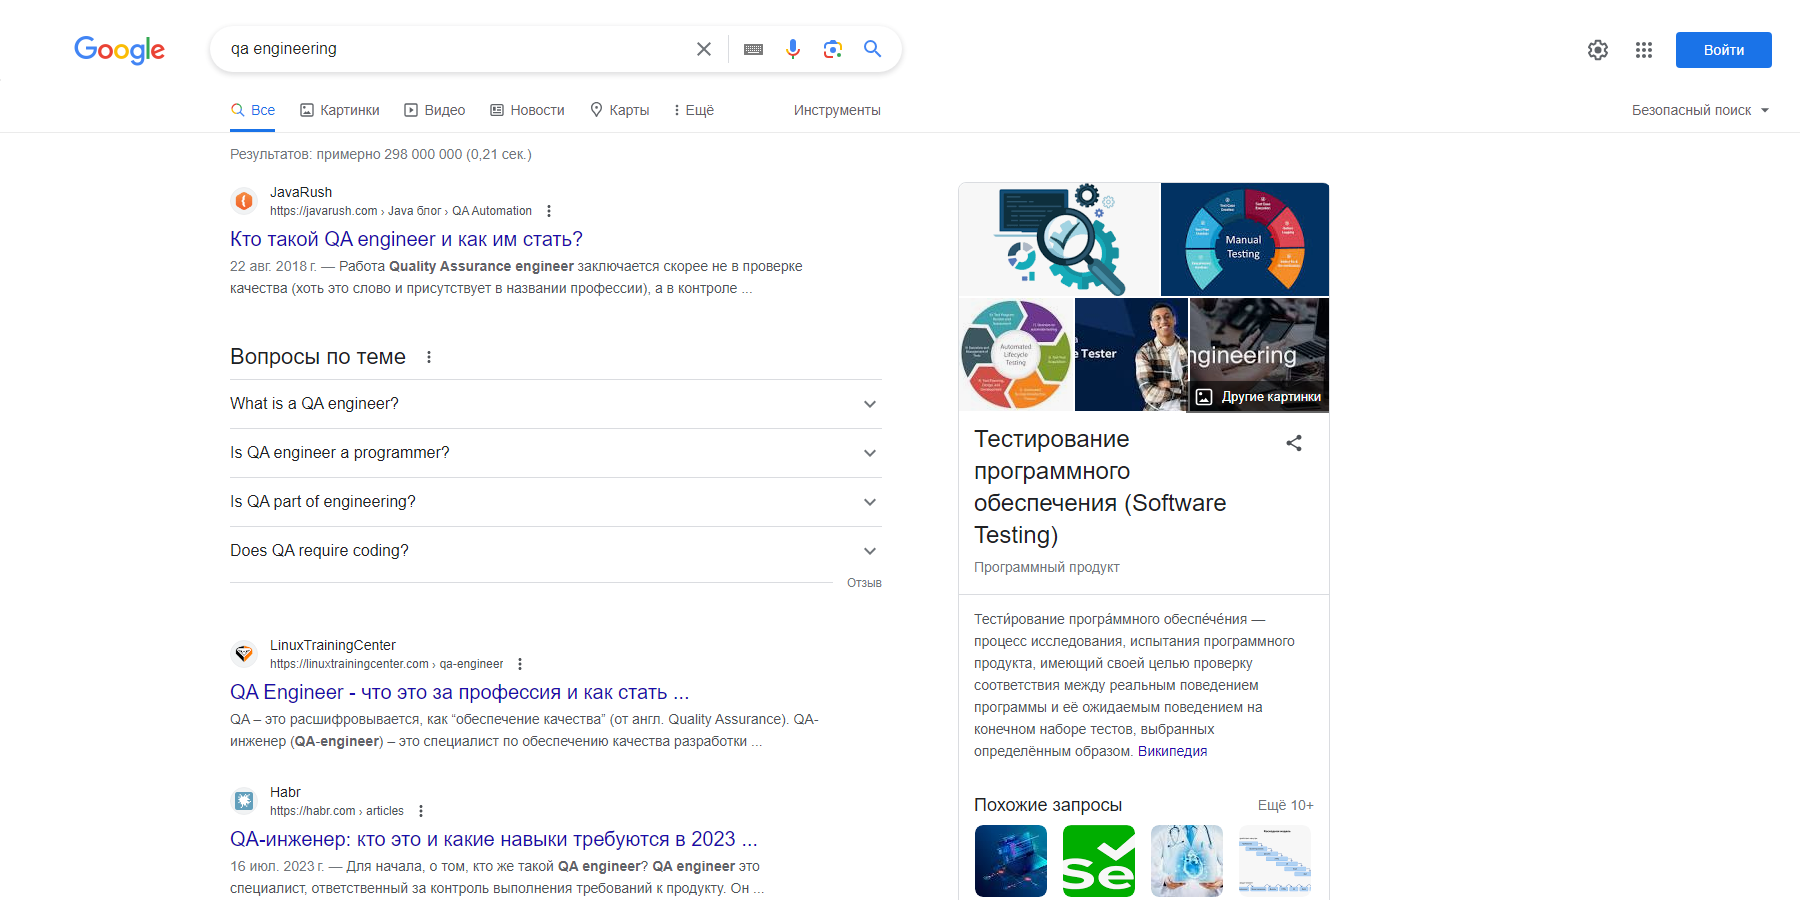 Google
qa engineering
Войти
Все
Картинки
Видео
Новости
Карты
Ещё
Инструменты
Безопасный поиск
Результатов: примерно 298 000 000 (0,21 сек.)
JavaRush
https://javarush.com › Java блог › QA Automation
Кто такой QA engineer и как им стать?
22 авг. 2018 г. — Работа Quality Assurance engineer заключается скорее не в проверке
качества (хоть это слово и присутствует в названии профессии), а в контроле ...
Вопросы по теме
What is a QA engineer?
Is QA engineer a programmer?
Is QA part of engineering?
Does QA require coding?
Отзыв
LinuxTrainingCenter
https://linuxtrainingcenter.com › qa-engineer
QA Engineer - что это за профессия и как стать ...
QA – это расшифровывается, как “обеспечение качества” (от англ. Quality Assurance). QA-
инженер (QA-engineer) – это специалист по обеспечению качества разработки ...
Habr
https://habr.com › articles
QA-инженер: кто это и какие навыки требуются в 2023 ...
16 июл. 2023 г. — Для начала, о том, кто же такой QA engineer? QA engineer это
специалист, ответственный за контроль выполнения требований к продукту. Он ...
Manual
Testing
Automated
Lifecycle
Testing
e Tester
ngineering
Другие картинки
Тестирование
программного
обеспечения (Software
Testing)
Программный продукт
Тести́рование програ́ммного обеспе́че́ния —
процесс исследования, испытания программного
продукта, имеющий своей целью проверку
соответствия между реальным поведением
программы и её ожидаемым поведением на
конечном наборе тестов, выбранных
определённым образом. Википедия
Похожие запросы
Ещё 10+
Se